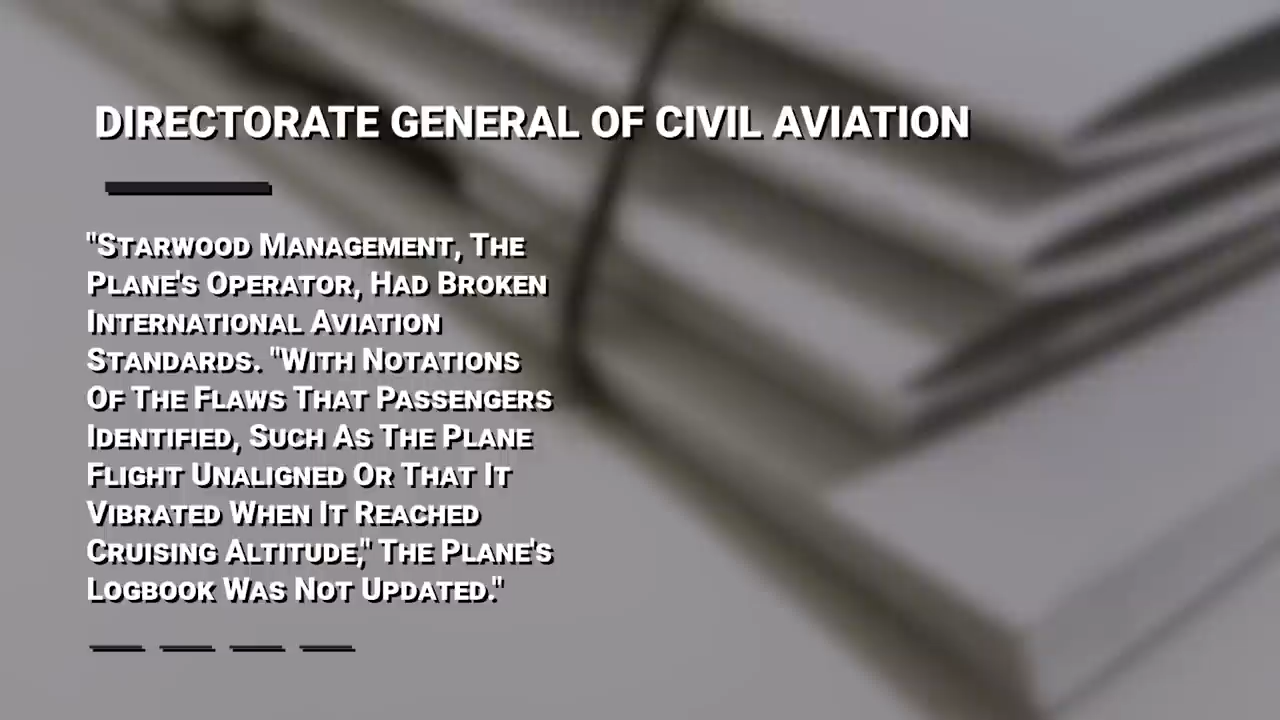 DIRECTORATE GENERAL OF CIVIL AVIATION
"Starwood Management, The
Plane's Operator, Had Broken
International Aviation
Standards. "With Notations
Of The Flaws That Passengers
Identified, Such As The Plane
Flight Unaligned Or That It
Vibrated When It Reached
Cruising Altitude," The Plane's
Logbook Was Not Updated."